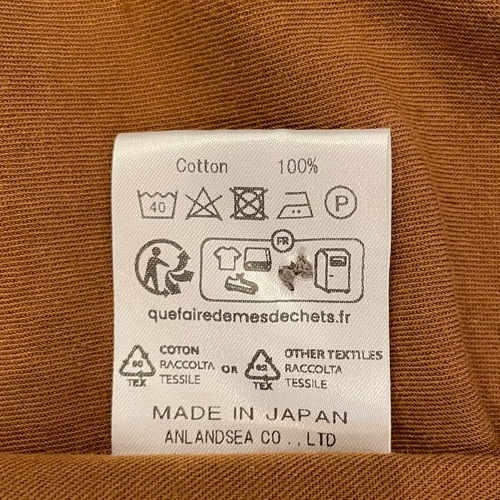 Cotton 100%
40 P
FR
quefairedemesdechets.fr
COTON
RACCOLTA
TESSILE
60
TEX
OR
OTHER TEXTILES
RACCOLTA
TESSILE
62
TEX
MADE IN JAPAN
ANLANDSEA CO .,LTD